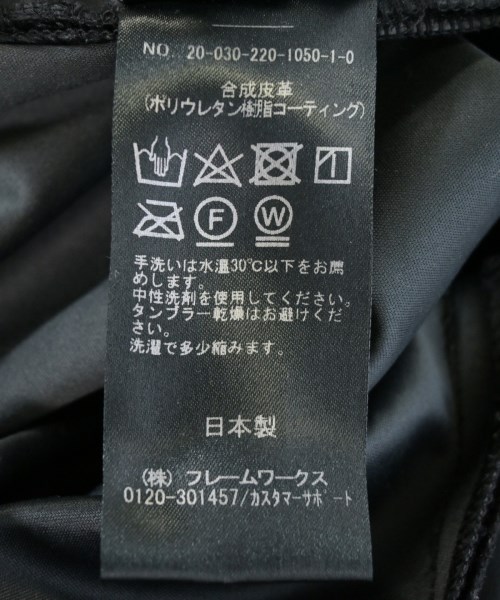 NO. 20-030-220-1050-1-0
合成皮革
(ポリウレタン樹脂コーティング)
F W
手洗いは水温30℃以下をお薦
めします。
中性洗剤を使用してください。
タンブラー乾燥はお避けくだ
さい。
洗濯で多少縮みます。
日本製
(株) フレームワークス
0120-301457/カスタマーサポート